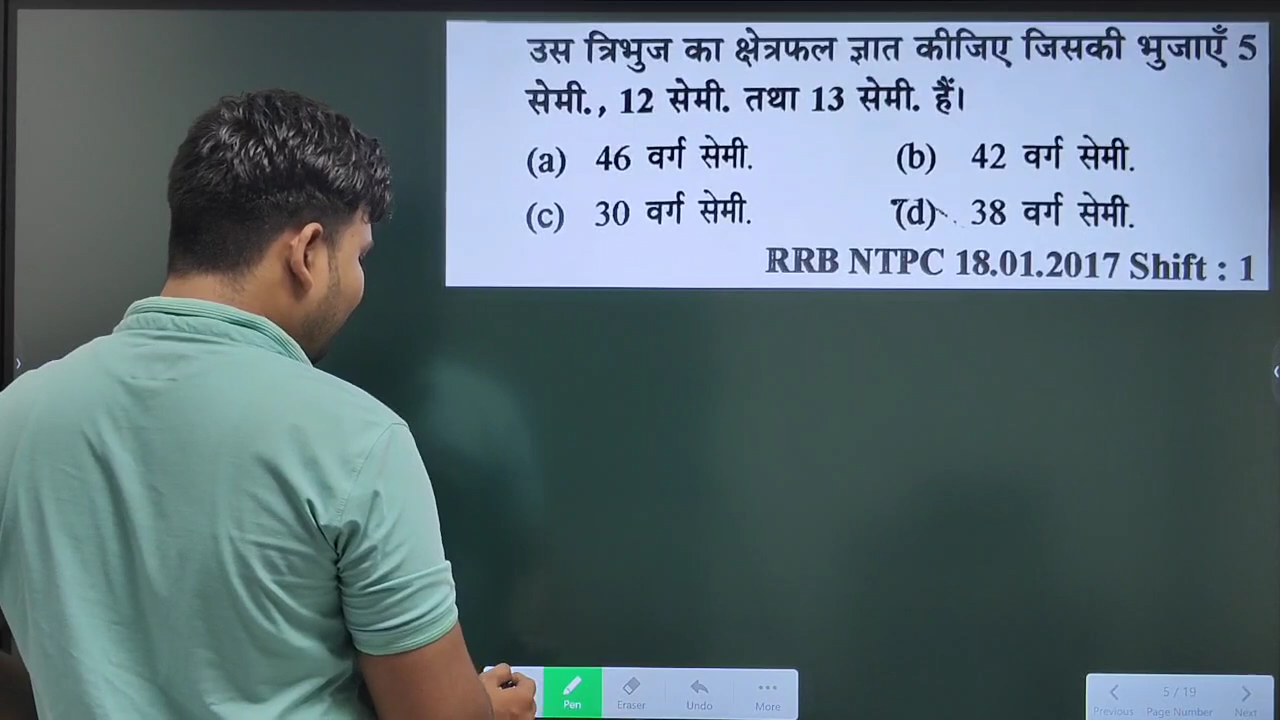 उस त्रिभुज का क्षेत्रफल ज्ञात कीजिए जिसकी भुजाएँ 5
सेमी., 12 सेमी. तथा 13 सेमी. हैं।
(a) 46 वर्ग सेमी. (b) 42 वर्ग सेमी.
(c) 30 वर्ग सेमी. (d) 38 वर्ग सेमी.
RRB NTPC 18.01.2017 Shift : 1
Pen Eraser Undo More
5 / 19
Previous Page Number Next